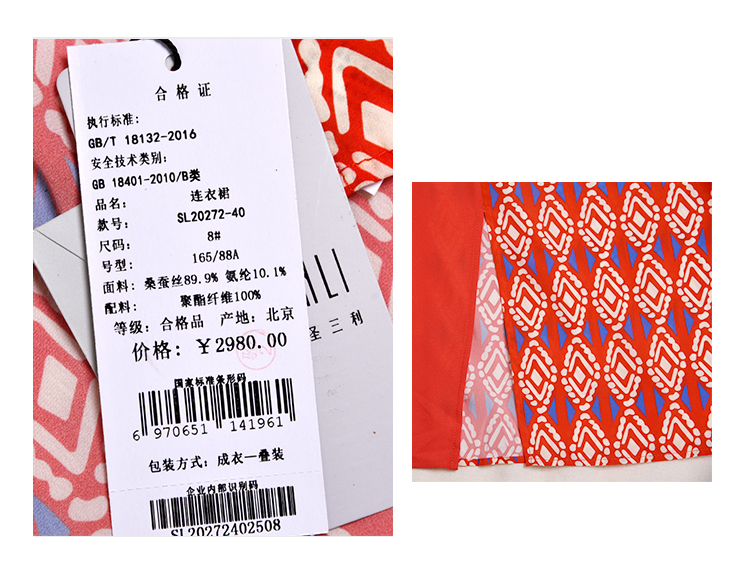 合格证
执行标准:
GB/T 18132-2016
安全技术类别:
GB 18401-2010/B类
品名: 连衣裙
款号: SL20272-40
尺码: 8#
号型: 165/88A
面料: 桑蚕丝89.9% 氨纶10.1%
配料: 聚酯纤维100%
等级: 合格品 产地: 北京
价格: ¥2980.00
国家标准条形码
6 970651 141961
包装方式: 成衣—叠装
企业内部识别码
SL20272402508
ILI
圣三利